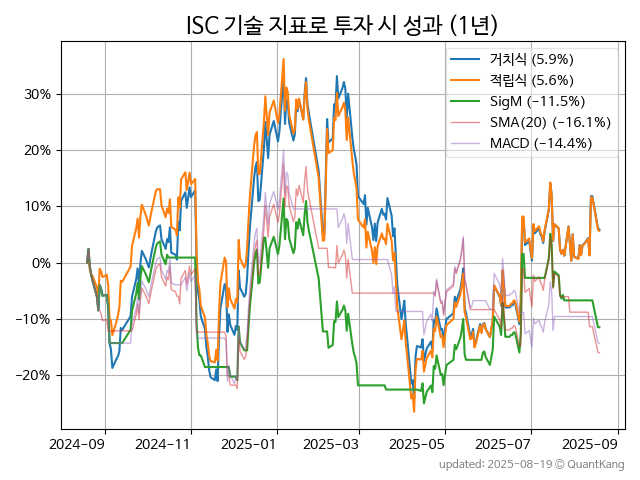 ISC 기술 지표로 투자 시 성과 (1년)
거치식 (5.9%)
적립식 (5.6%)
SigM (−11.5%)
SMA(20) (−16.1%)
MACD (−14.4%)
30%
20%
10%
0%
−10%
−20%
2024-09
2024-11
2025-01
2025-03
2025-05
2025-07
2025-09
updated: 2025-08-19 © QuantKang